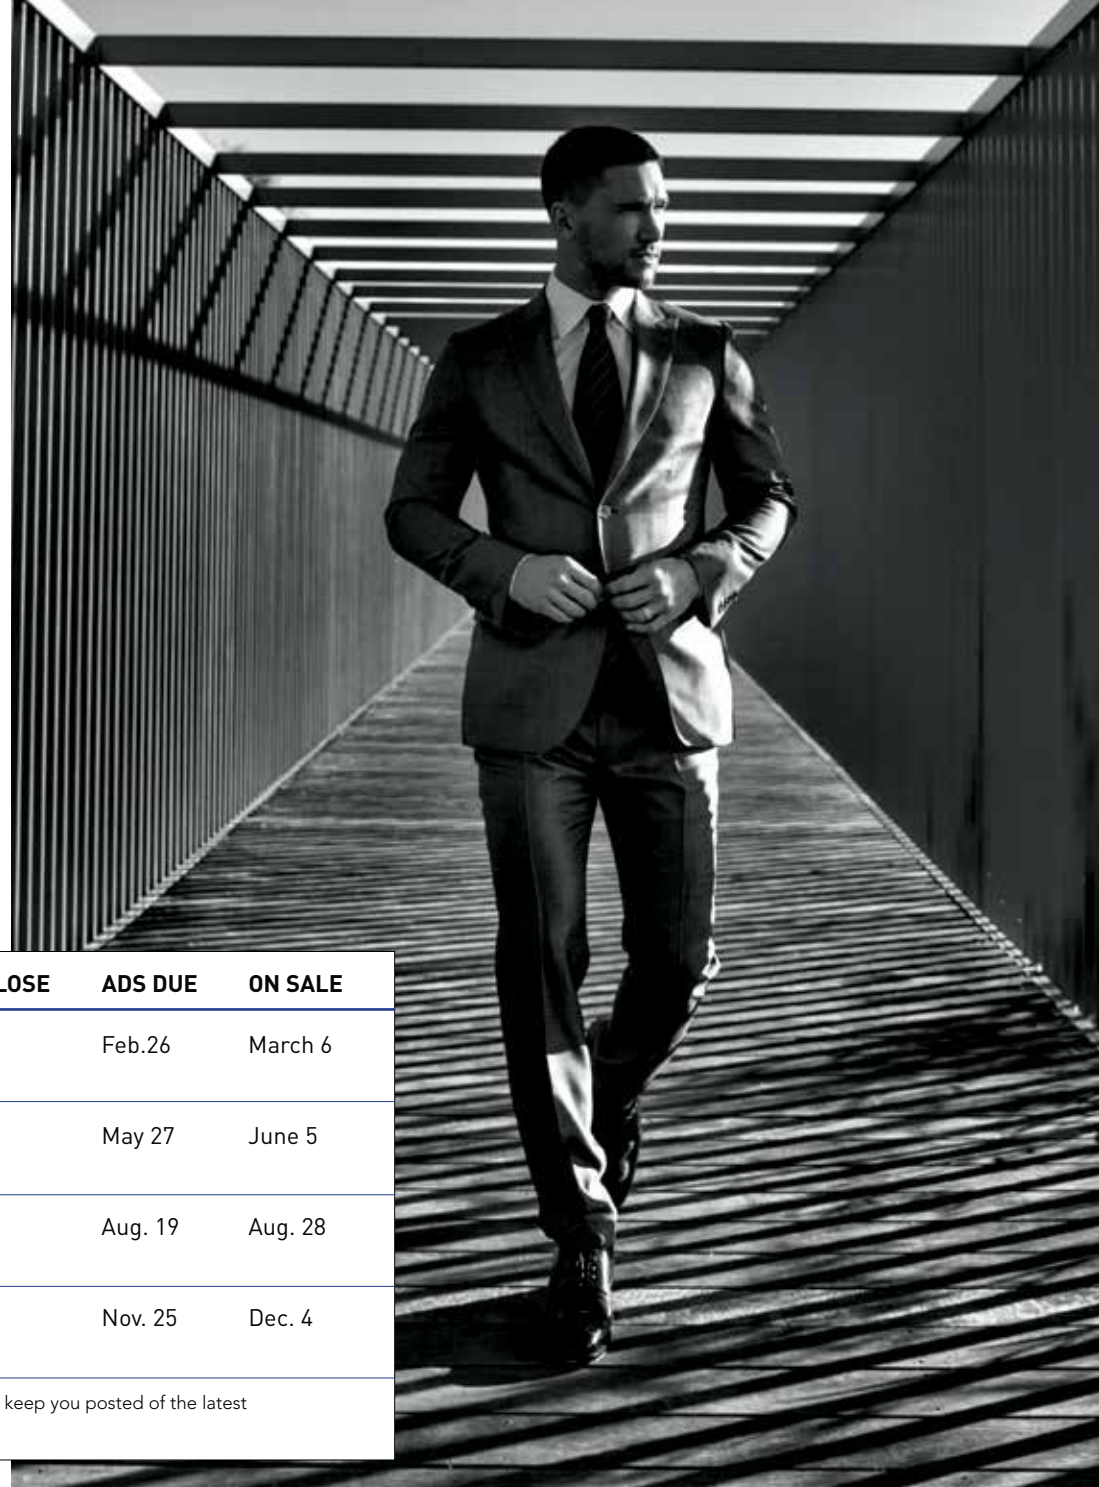 LOSE ADS DUE ON SALE
Feb.26 March 6
May 27 June 5
Aug. 19 Aug. 28
Nov. 25 Dec. 4
keep you posted of the latest